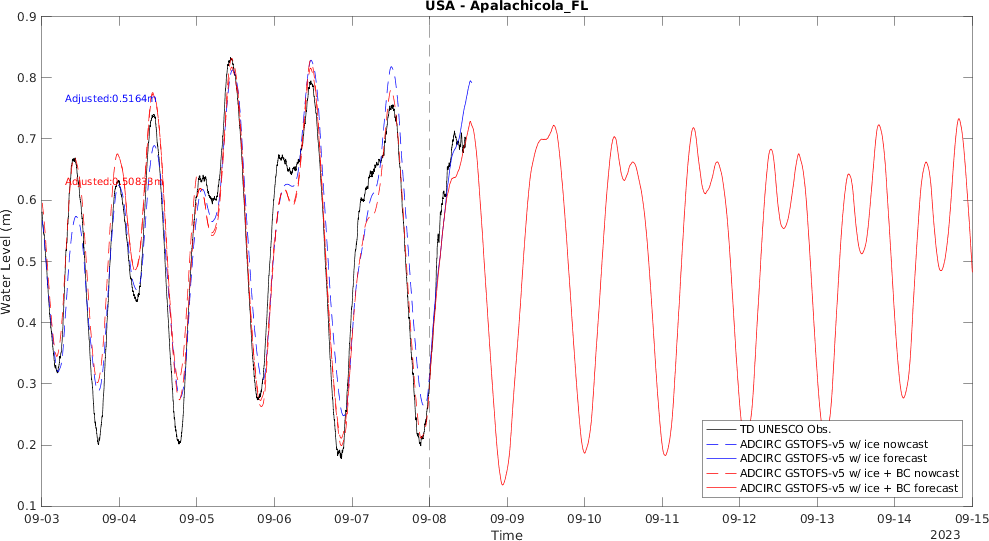 USA - Apalachicola_FL
0.9
0.8
Adjusted:0.5164m
0.7
Adjusted:0.50833m
0.6
0.5
Water Level (m)
0.4
0.3
0.2
0.1
TD UNESCO Obs.
ADCIRC GSTOFS-v5 w/ ice nowcast
ADCIRC GSTOFS-v5 w/ ice forecast
ADCIRC GSTOFS-v5 w/ ice + BC nowcast
ADCIRC GSTOFS-v5 w/ ice + BC forecast
09-03 09-04 09-05 09-06 09-07 09-08 09-09 09-10 09-11 09-12 09-13 09-14 09-15
Time
2023